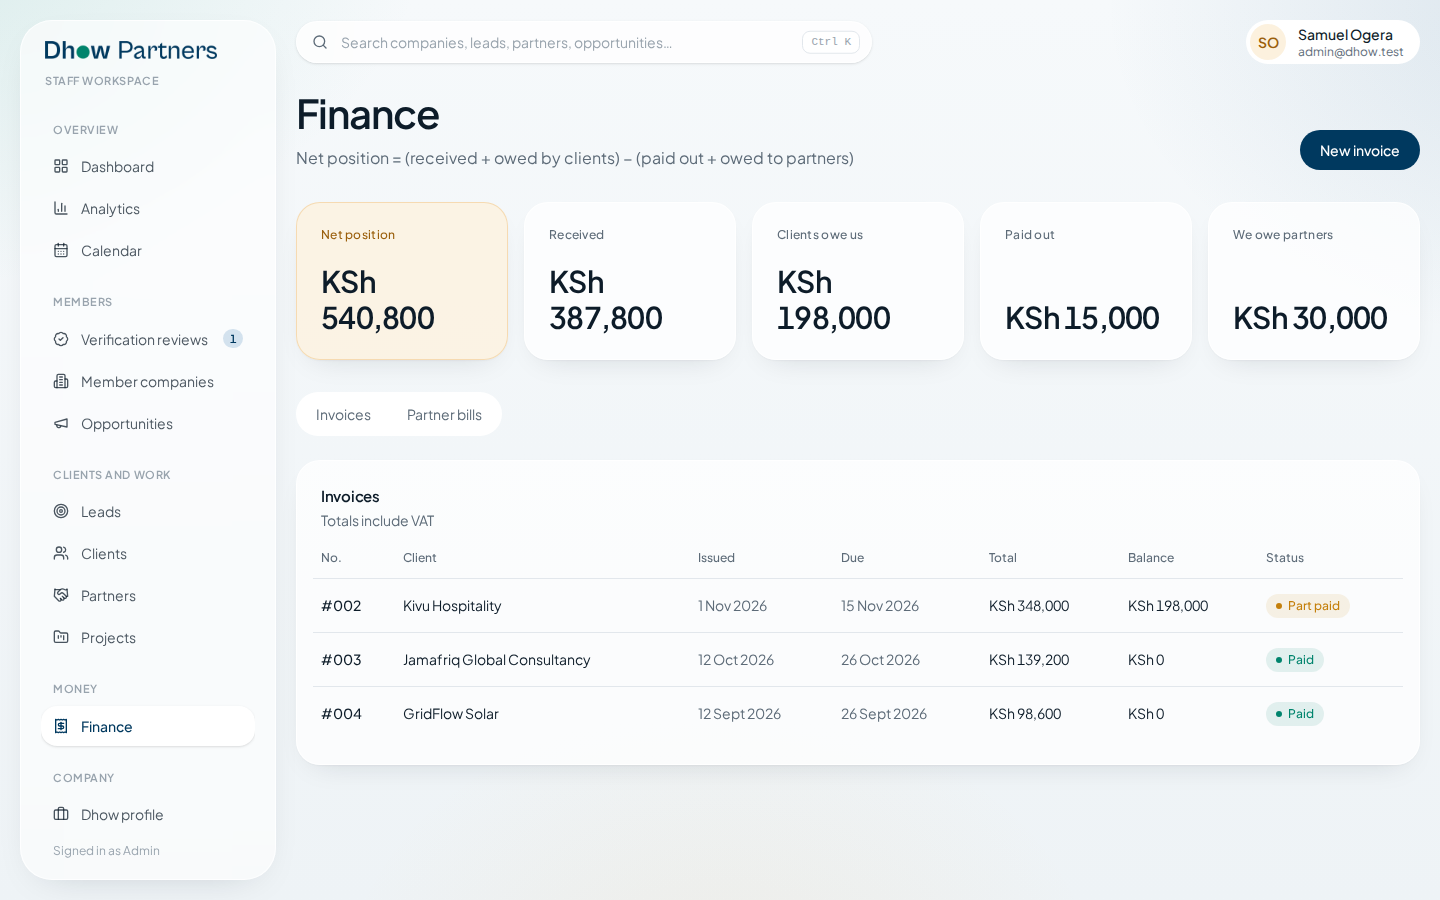 Dhow Partners
STAFF WORKSPACE
OVERVIEW
Dashboard
Analytics
Calendar
MEMBERS
Verification reviews 1
Member companies
Opportunities
CLIENTS AND WORK
Leads
Clients
Partners
Projects
MONEY
Finance
COMPANY
Dhow profile
Signed in as Admin
Search companies, leads, partners, opportunities... Ctrl K
SO
Samuel Ogera
admin@dhow.test
Finance
Net position = (received + owed by clients) – (paid out + owed to partners)
New invoice
Net position
KSh
540,800
Received
KSh
387,800
Clients owe us
KSh
198,000
Paid out
KSh 15,000
We owe partners
KSh 30,000
Invoices Partner bills
Invoices
Totals include VAT
No. Client Issued Due Total Balance Status
#002 Kivu Hospitality 1 Nov 2026 15 Nov 2026 KSh 348,000 KSh 198,000 Part paid
#003 Jamafriq Global Consultancy 12 Oct 2026 26 Oct 2026 KSh 139,200 KSh 0 Paid
#004 GridFlow Solar 12 Sept 2026 26 Sept 2026 KSh 98,600 KSh 0 Paid